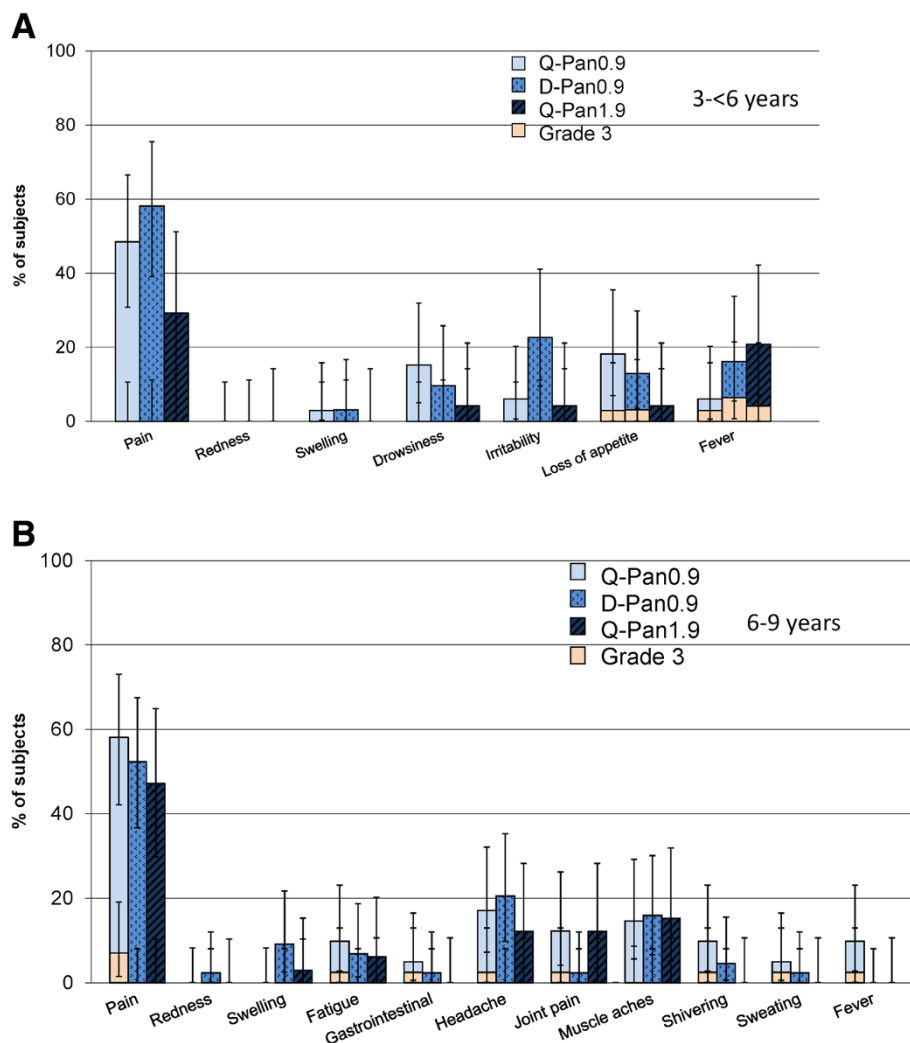 A
100
80
60
40
20
0
% of subjects
Q-Pan0.9
D-Pan0.9
Q-Pan1.9
Grade 3
3-<6 years
Pain
Redness
Swelling
Drowsiness
Irritability
Loss of appetite
Fever
B
100
80
60
40
20
0
% of subjects
Q-Pan0.9
D-Pan0.9
Q-Pan1.9
Grade 3
6-9 years
Pain
Redness
Swelling
Fatigue
Gastrointestinal
Headache
Joint pain
Muscle aches
Shivering
Sweating
Fever